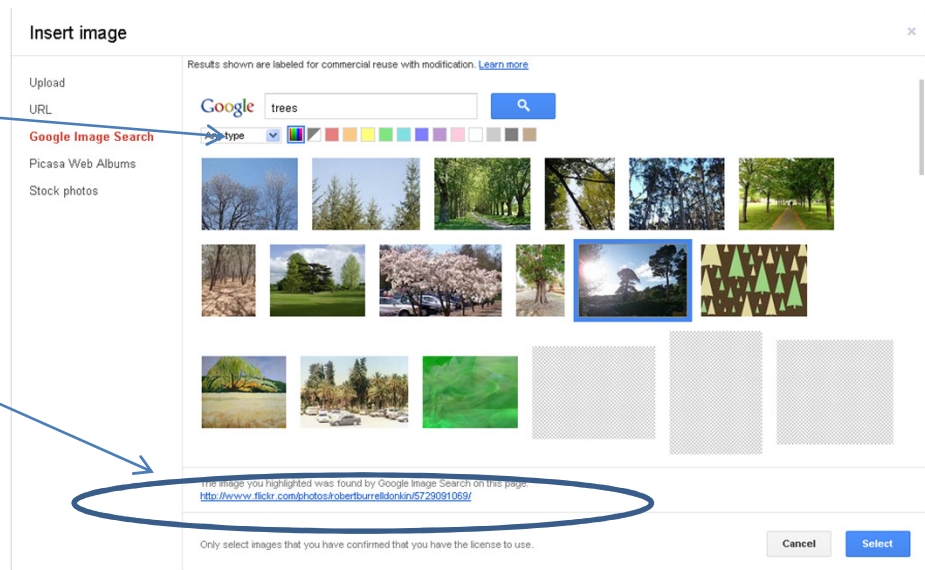 Insert image
×
Results shown are labeled for commercial reuse with modification. Learn more
Upload
URL
Google Image Search
Picasa Web Albums
Stock photos
Google trees
Any type
The image you highlighted was found by Google Image Search on this page:
http://www.flickr.com/photos/robertburrelldonkin/5729091069/
Only select images that you have confirmed that you have the license to use.
Cancel
Select